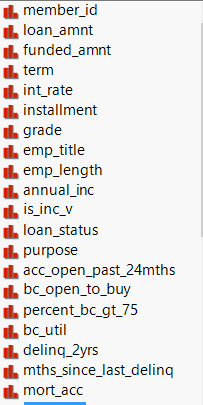 member_id
loan_amnt
funded_amnt
term
int_rate
installment
grade
emp_title
emp_length
annual_inc
is_inc_v
loan_status
purpose
acc_open_past_24mths
bc_open_to_buy
percent_bc_gt_75
bc_util
delinq_2yrs
mths_since_last_delinq
mort_acc